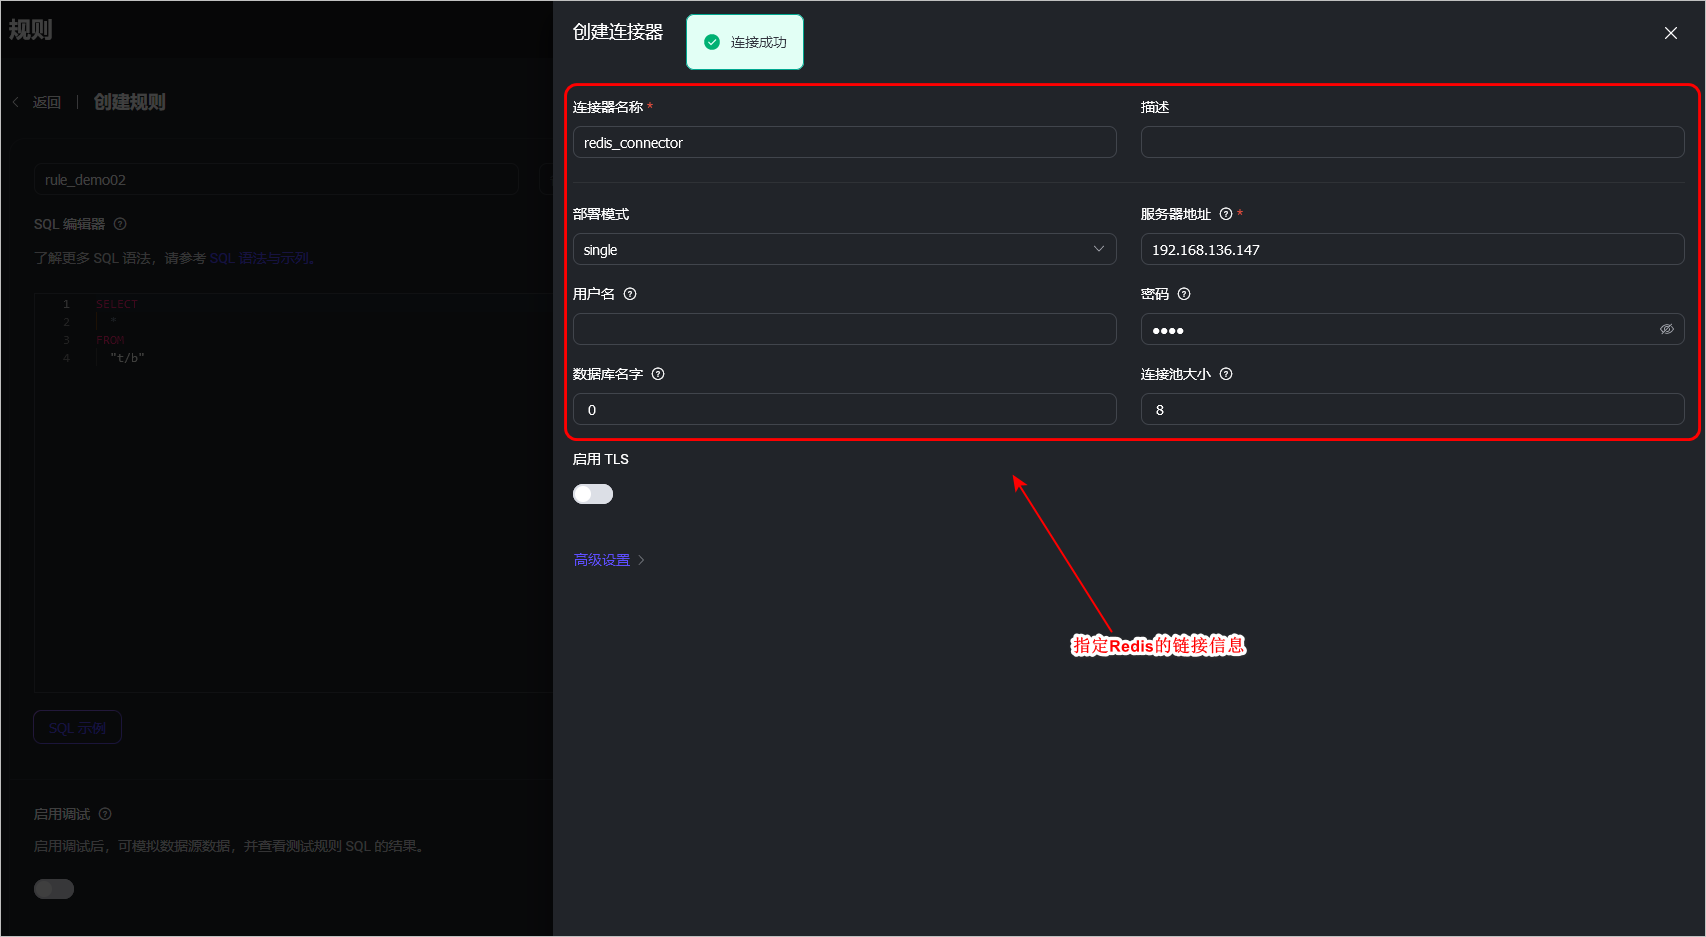 规则
返回 | 创建规则
rule_demo02
SQL 编辑器
了解更多 SQL 语法，请参考 SQL 语法与示列。
1 SELECT
2 *
3 FROM
4 "t/b"
SQL 示例
启用调试
启用调试后，可模拟数据源数据，并查看测试规则 SQL 的结果。
创建连接器
连接成功
连接器名称 *
描述
redis_connector
部署模式
服务器地址 *
single
192.168.136.147
用户名
密码
••••
数据库名字
连接池大小
0
8
启用 TLS
高级设置
指定Redis的链接信息